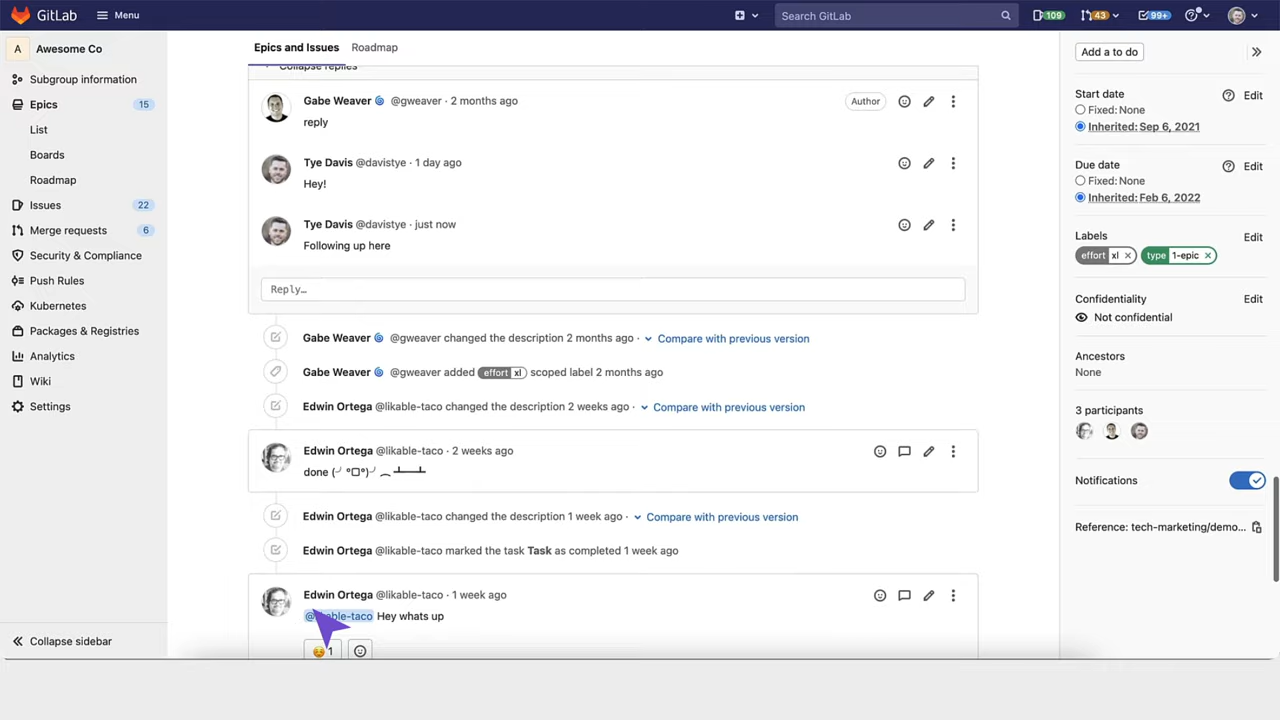 GitLab
Menu
Search GitLab
109
43
99+
A Awesome Co
Subgroup information
Epics 15
List
Boards
Roadmap
Issues 22
Merge requests 6
Security & Compliance
Push Rules
Kubernetes
Packages & Registries
Analytics
Wiki
Settings
Collapse sidebar
Epics and Issues Roadmap
Collapse replies
Gabe Weaver @gweaver · 2 months ago Author
reply
Tye Davis @davistye · 1 day ago
Hey!
Tye Davis @davistye · just now
Following up here
Reply…
Gabe Weaver @gweaver changed the description 2 months ago · Compare with previous version
Gabe Weaver @gweaver added effort xl scoped label 2 months ago
Edwin Ortega @likable-taco changed the description 2 weeks ago · Compare with previous version
Edwin Ortega @likable-taco · 2 weeks ago
done (╯°□°)╯︵ ┻━┻
Edwin Ortega @likable-taco changed the description 1 week ago · Compare with previous version
Edwin Ortega @likable-taco marked the task Task as completed 1 week ago
Edwin Ortega @likable-taco · 1 week ago
@likable-taco Hey whats up
1
Add a to do
Start date Edit
Fixed: None
Inherited: Sep 6, 2021
Due date Edit
Fixed: None
Inherited: Feb 6, 2022
Labels Edit
effort xl × type 1-epic ×
Confidentiality Edit
Not confidential
Ancestors
None
3 participants
Notifications
Reference: tech-marketing/demo...